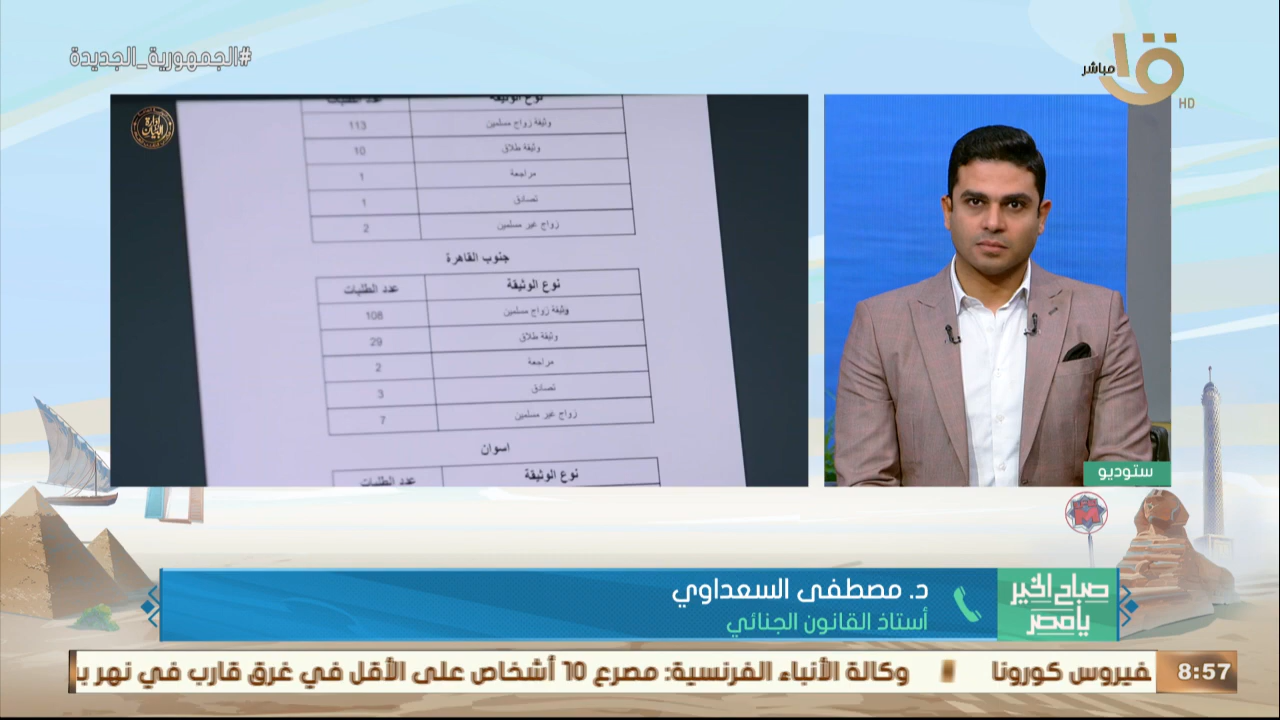 #الجمهورية_الجديدة
مباشر
HD
نوع الوثيقة عدد الطلبات
وثيقة زواج مسلمين 113
وثيقة طلاق 10
مراجعة 1
تصادق 1
زواج غير مسلمين 2
جنوب القاهرة
نوع الوثيقة عدد الطلبات
وثيقة زواج مسلمين 108
وثيقة طلاق 29
مراجعة 2
تصادق 3
زواج غير مسلمين 7
اسوان
نوع الوثيقة عدد الطلبات
ستوديو
صباح الخير
يا مصر
د. مصطفى السعداوي
أستاذ القانون الجنائي
8:57
غيروس كورونا وكالة الأنباء الفرنسية: مصرع 10 أشخاص على الأقل في غرق قارب في نهر